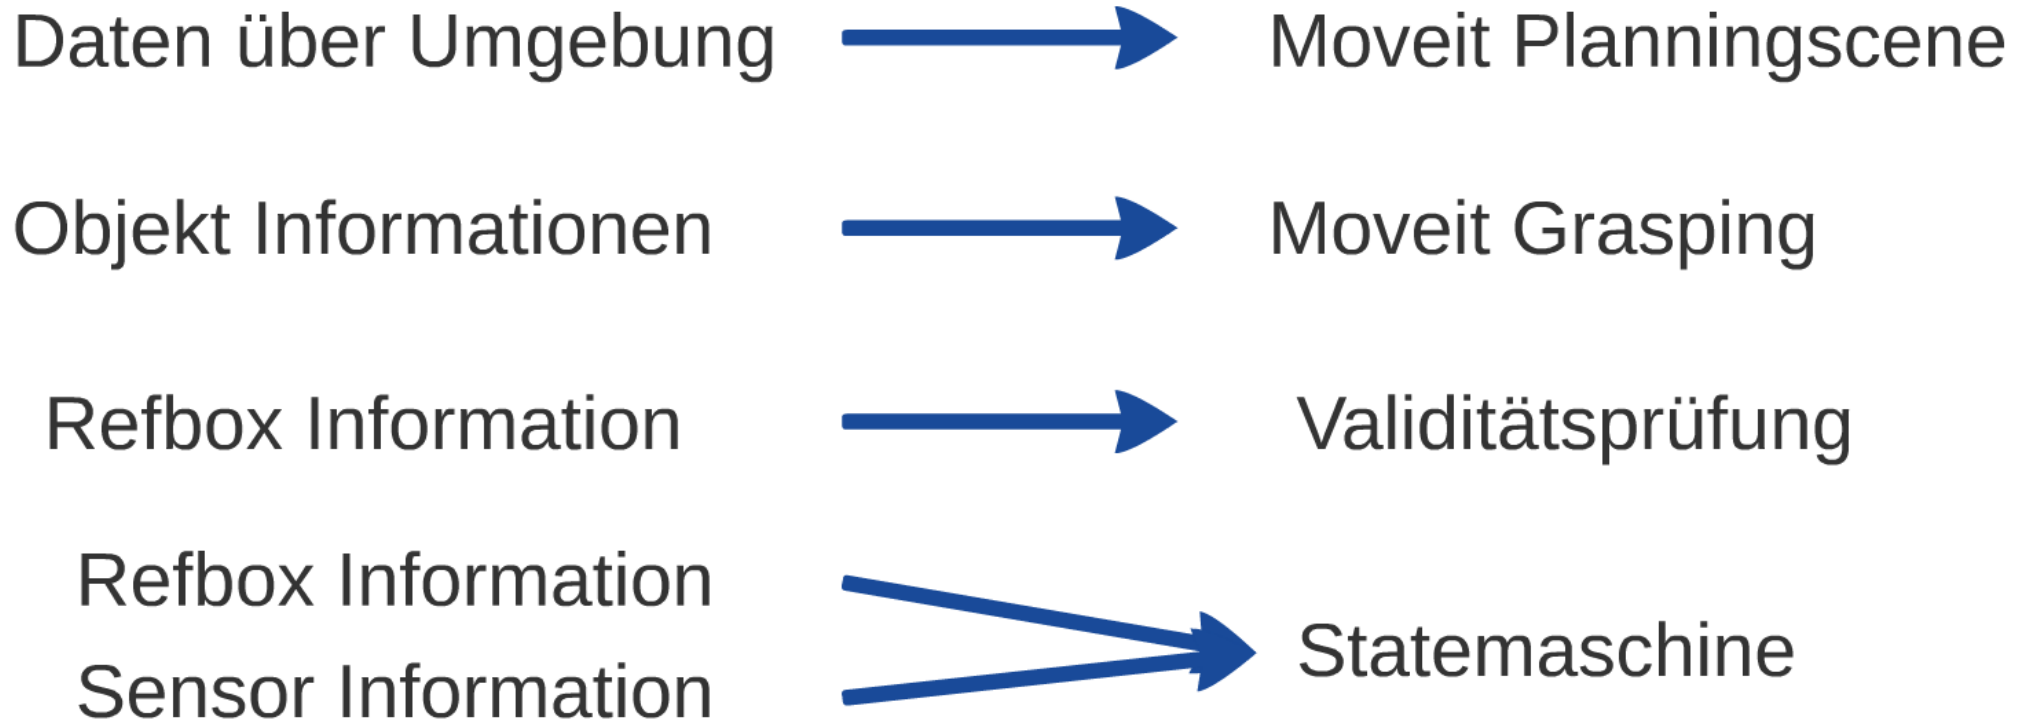 Daten über Umgebung
Moveit Planningscene
Objekt Informationen
Moveit Grasping
Refbox Information
Validitätsprüfung
Refbox Information
Sensor Information
Statemaschine